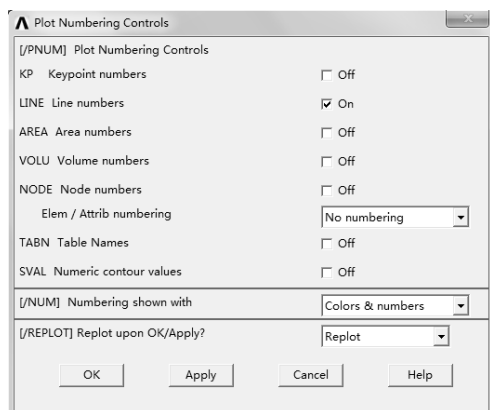 Plot Numbering Controls
[/PNUM] Plot Numbering Controls
KP Keypoint numbers Off
LINE Line numbers On
AREA Area numbers Off
VOLU Volume numbers Off
NODE Node numbers Off
Elem / Attrib numbering No numbering
TABN Table Names Off
SVAL Numeric contour values Off
[/NUM] Numbering shown with Colors & numbers
[/REPLOT] Replot upon OK/Apply? Replot
OK Apply Cancel Help